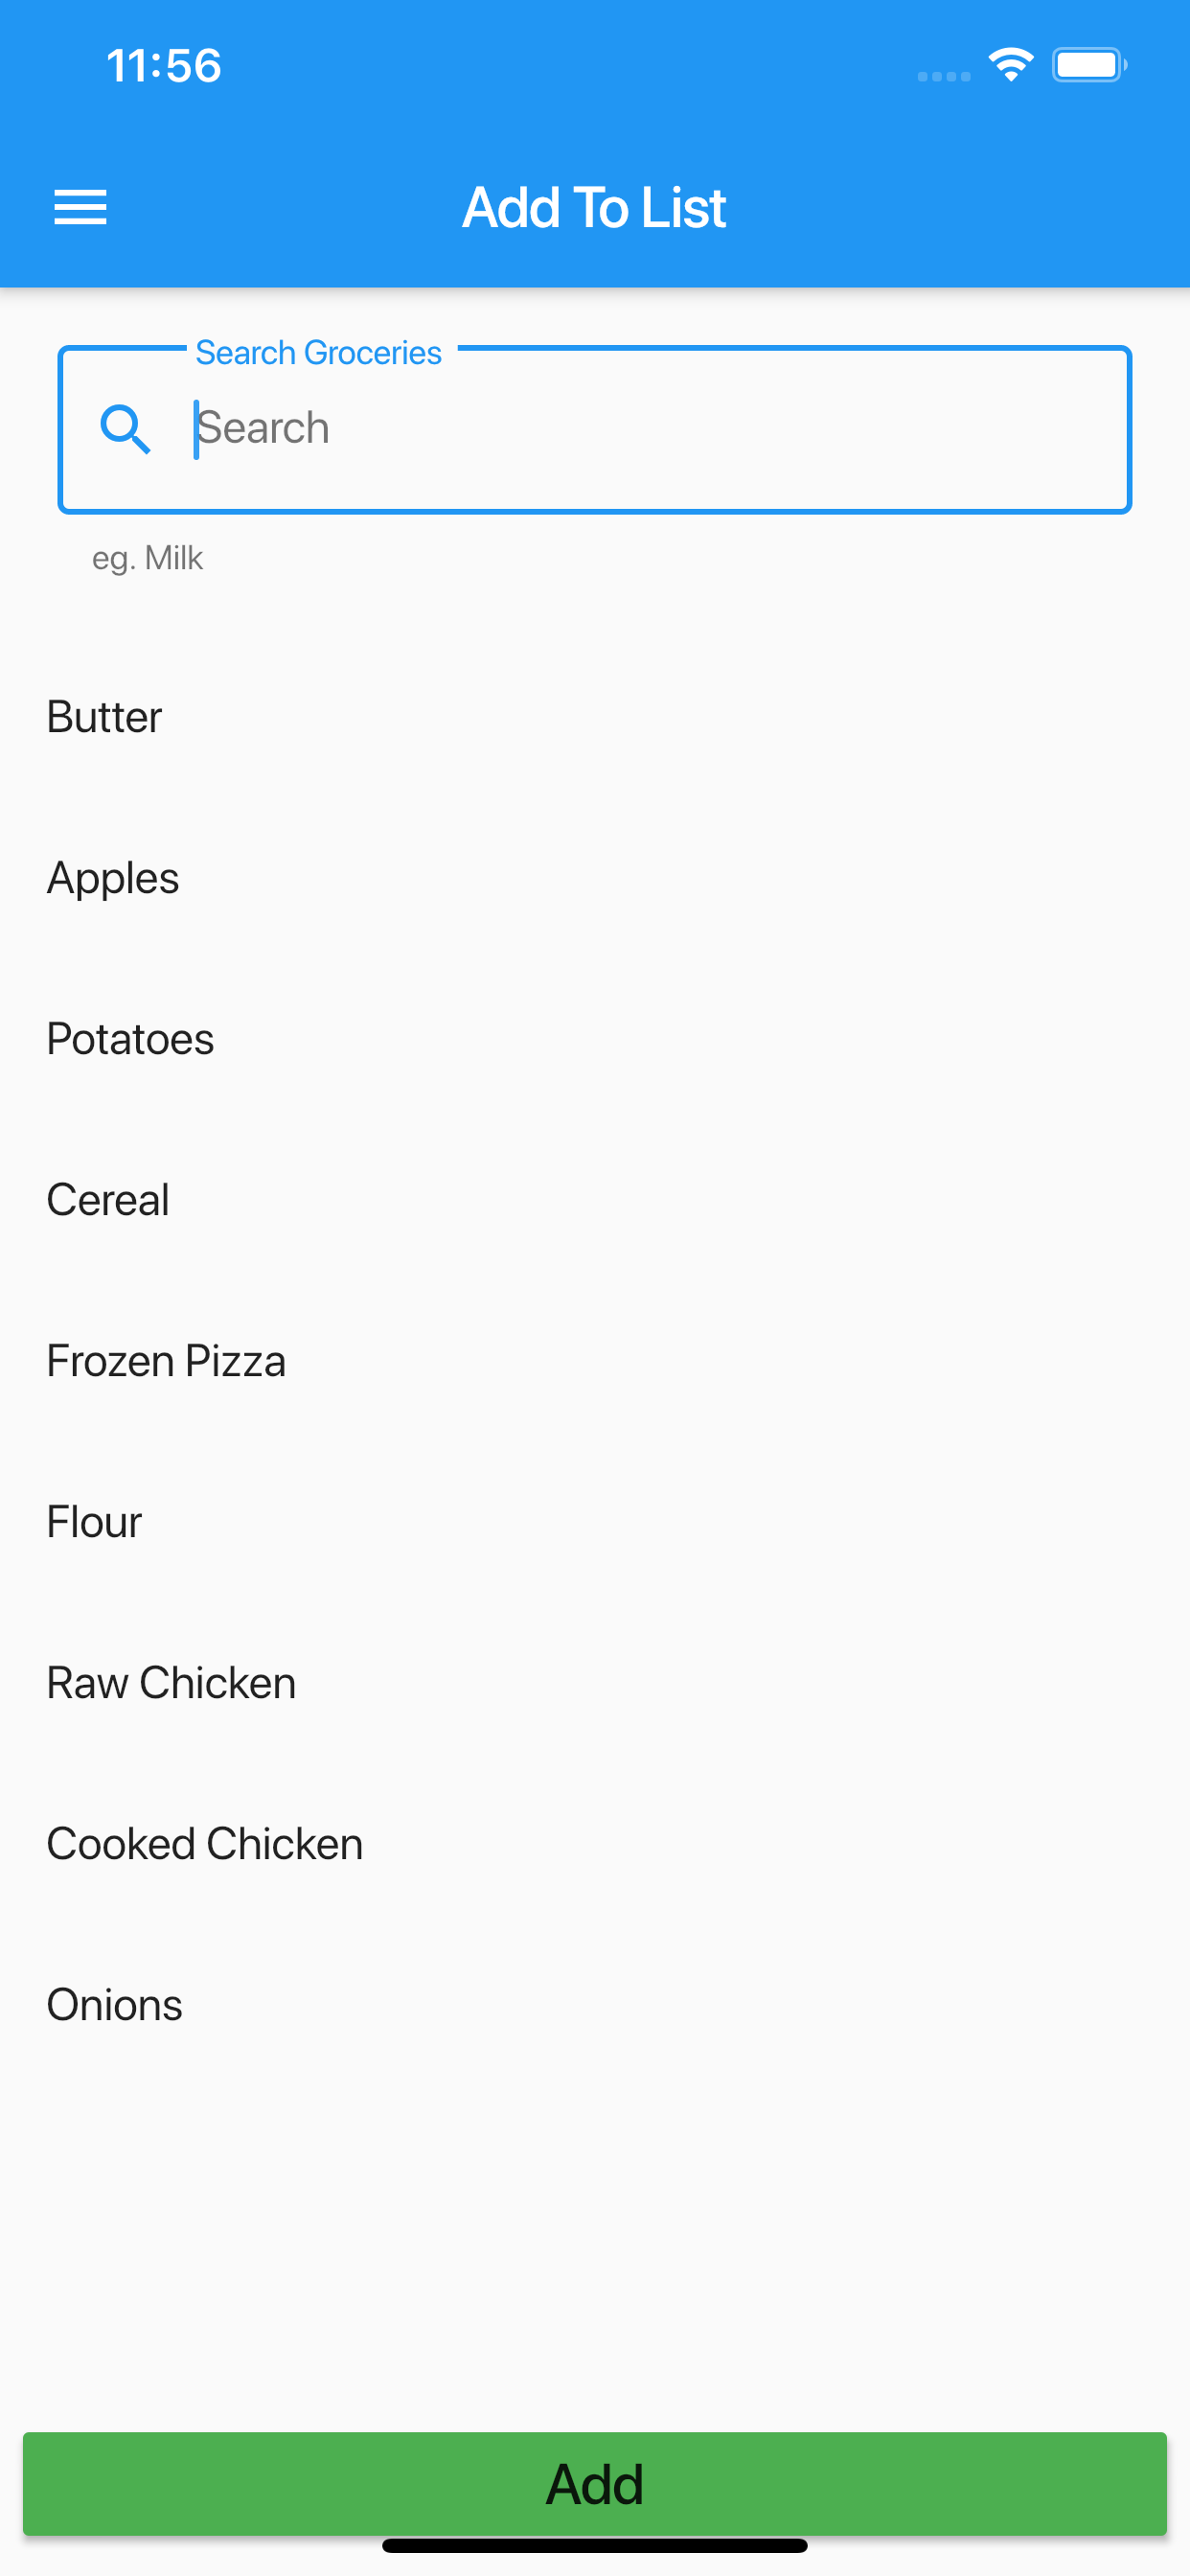 11:56
Add To List
Search Groceries
Search
eg. Milk
Butter
Apples
Potatoes
Cereal
Frozen Pizza
Flour
Raw Chicken
Cooked Chicken
Onions
Add